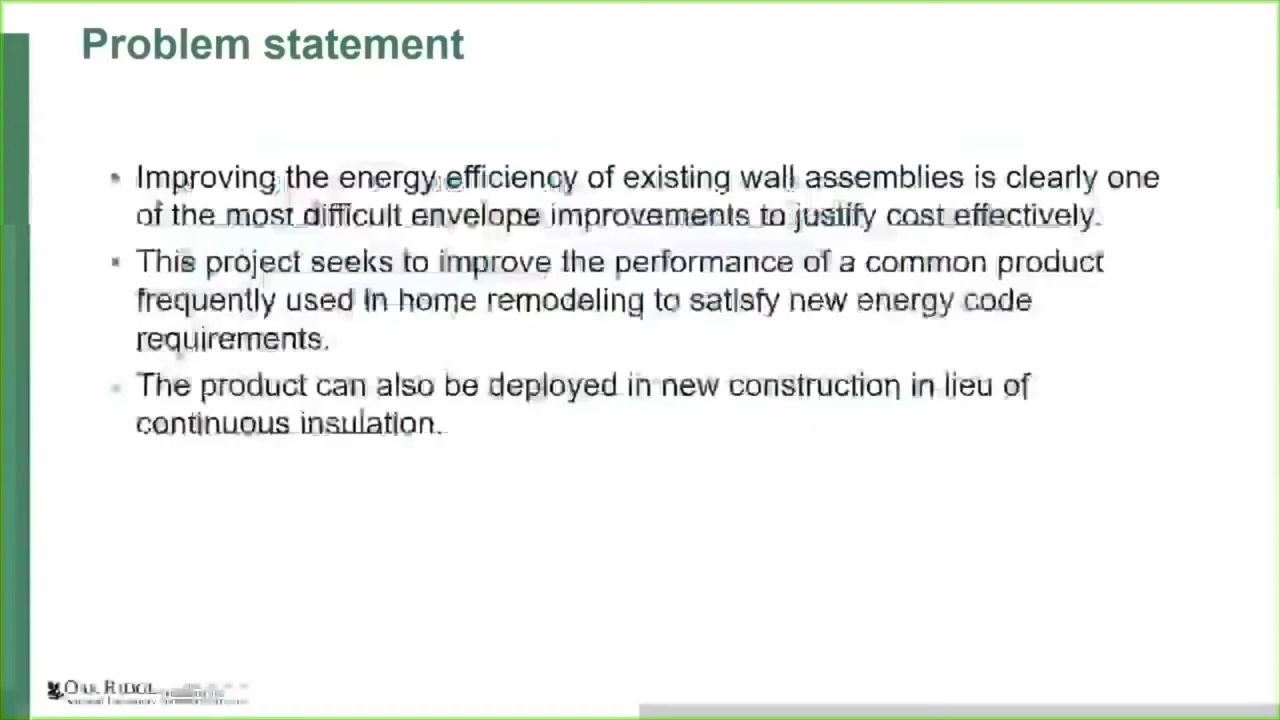 Problem statement
Improving the energy efficiency of existing wall assemblies is clearly one
of the most difficult envelope improvements to justify cost effectively.
This project seeks to improve the performance of a common product
frequently used in home remodeling to satisfy new energy code
requirements.
The product can also be deployed in new construction in lieu of
continuous insulation.
OAK RIDGE